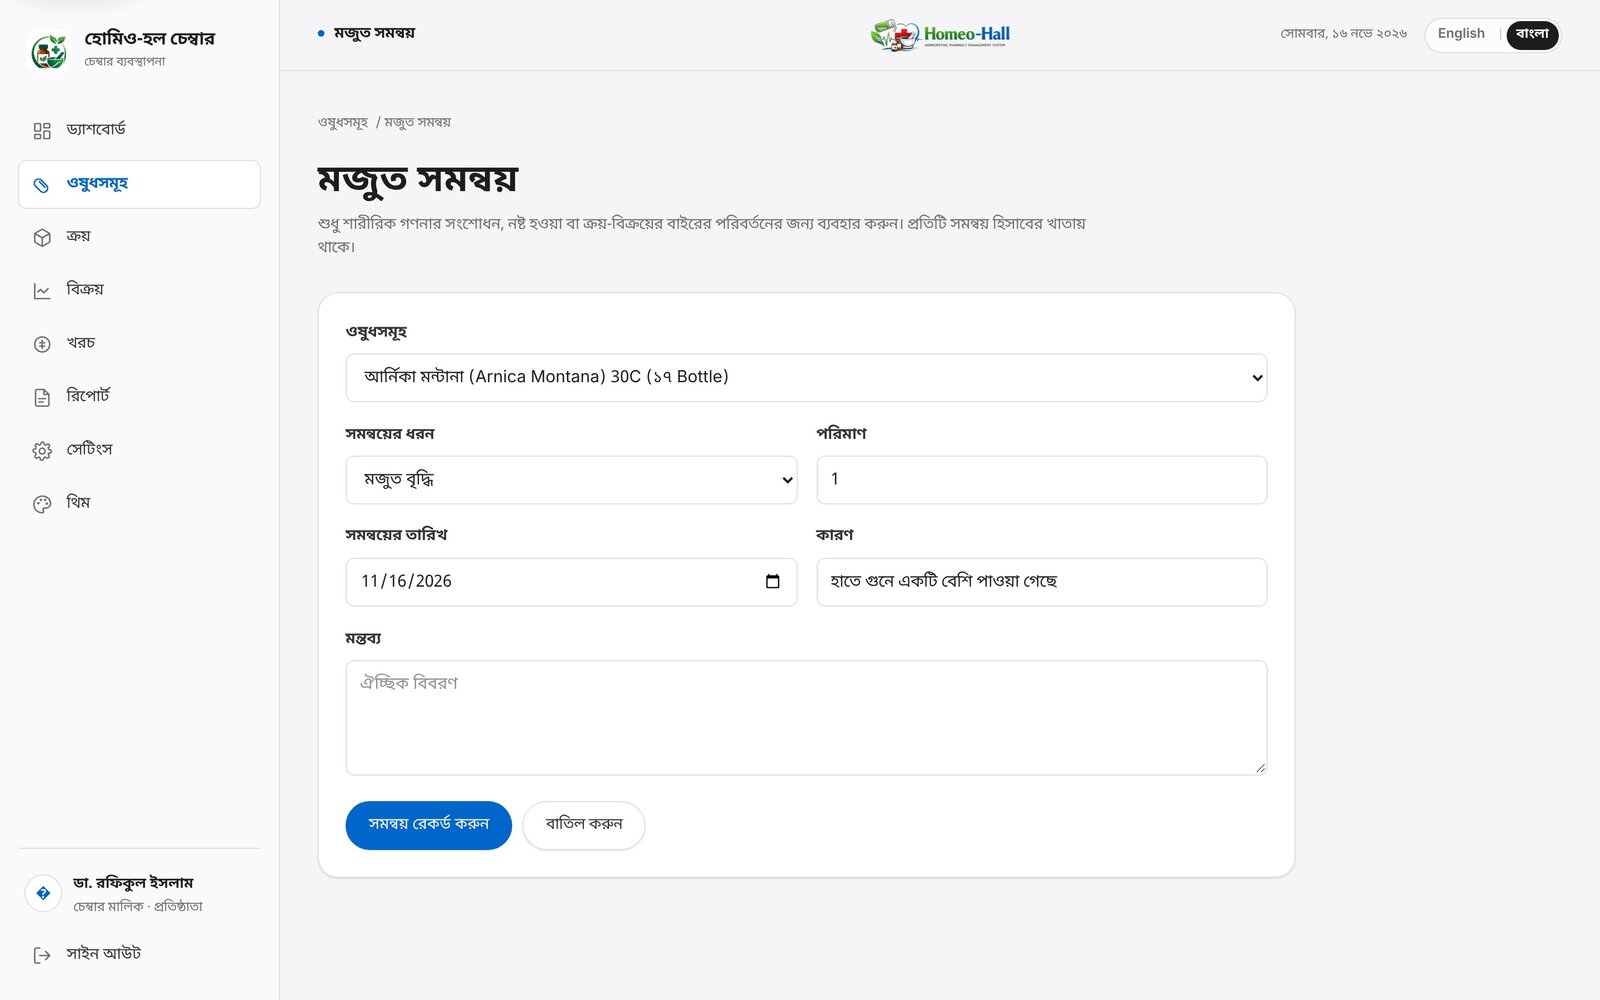 হোমিও-হল চেম্বার
চেম্বার ব্যবস্থাপনা
ড্যাশবোর্ড
ওষুধসমূহ
ক্রয়
বিক্রয়
খরচ
রিপোর্ট
সেটিংস
থিম
ডা. রফিকুল ইসলাম
চেম্বার মালিক · প্রতিষ্ঠাতা
সাইন আউট
মজুত সমন্বয়
Homeo-Hall
HOMEOPATHIC PHARMACY MANAGEMENT SYSTEM
সোমবার, ১৬ নভে ২০২৬
English | বাংলা
ওষুধসমূহ / মজুত সমন্বয়
মজুত সমন্বয়
শুধু শারীরিক গণনার সংশোধন, নষ্ট হওয়া বা ক্রয়-বিক্রয়ের বাইরের পরিবর্তনের জন্য ব্যবহার করুন। প্রতিটি সমন্বয় হিসাবের খাতায়
থাকে।
ওষুধসমূহ
আর্নিকা মন্টানা (Arnica Montana) 30C (১৭ Bottle)
সমন্বয়ের ধরন
মজুত বৃদ্ধি
পরিমাণ
1
সমন্বয়ের তারিখ
11/16/2026
কারণ
হাতে গুনে একটি বেশি পাওয়া গেছে
মন্তব্য
ঐচ্ছিক বিবরণ
সমন্বয় রেকর্ড করুন
বাতিল করুন